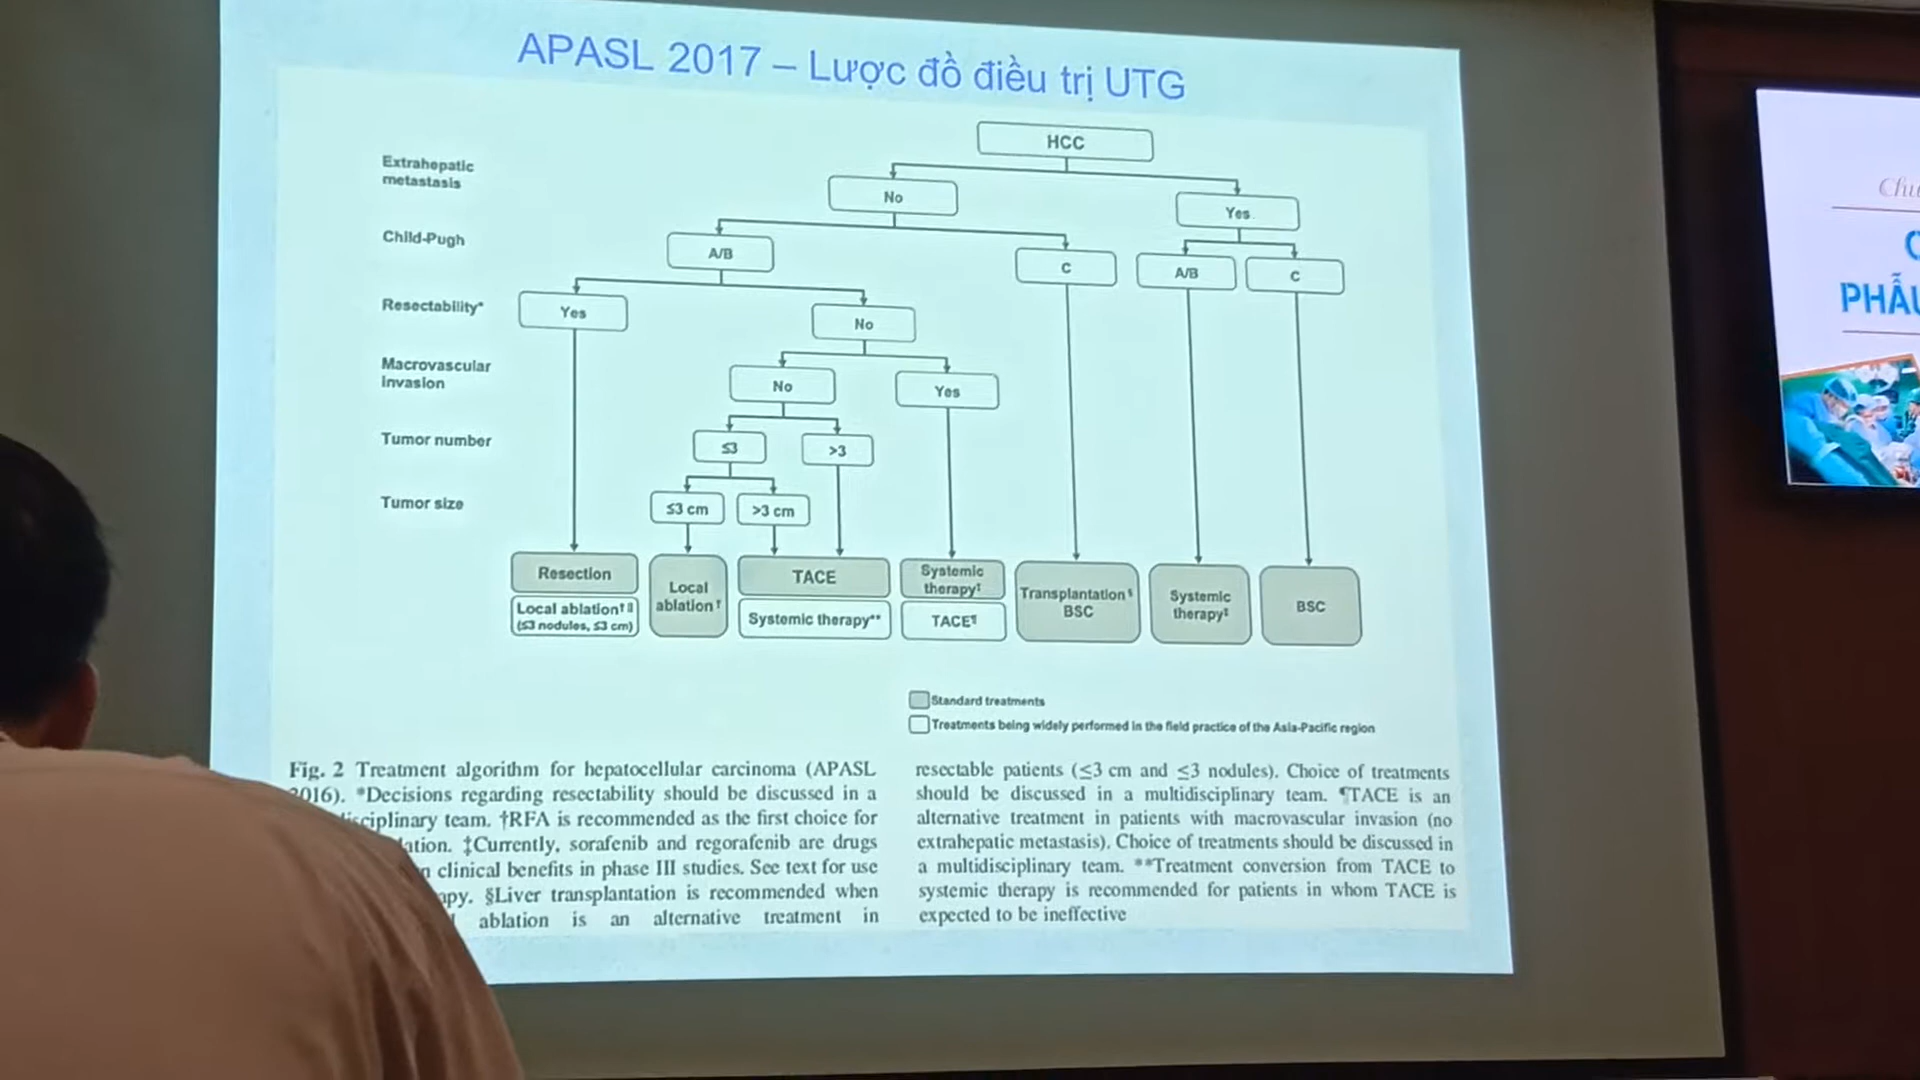 APASL 2017 – Lược đồ điều trị UTG
HCC
Extrahepatic
metastasis
No
Yes
Child-Pugh
A/B
C
A/B
C
Resectability*
Yes
No
Macrovascular
Invasion
No
Yes
Tumor number
≤3
>3
Tumor size
≤3 cm
>3 cm
Resection
Local ablation†||
(≤3 nodules, ≤3 cm)
Local
ablation†
TACE
Systemic therapy**
Systemic
therapy‡
TACE¶
Transplantation§
BSC
Systemic
therapy‡
BSC
Standard treatments
Treatments being widely performed in the field practice of the Asia-Pacific region
Fig. 2 Treatment algorithm for hepatocellular carcinoma (APASL
2016). *Decisions regarding resectability should be discussed in a
disciplinary team. †RFA is recommended as the first choice for
ation. ‡Currently, sorafenib and regorafenib are drugs
clinical benefits in phase III studies. See text for use
apy. §Liver transplantation is recommended when
ablation is an alternative treatment in
resectable patients (≤3 cm and ≤3 nodules). Choice of treatments
should be discussed in a multidisciplinary team. ¶TACE is an
alternative treatment in patients with macrovascular invasion (no
extrahepatic metastasis). Choice of treatments should be discussed in
a multidisciplinary team. **Treatment conversion from TACE to
systemic therapy is recommended for patients in whom TACE is
expected to be ineffective
Chu
C
PHẪU